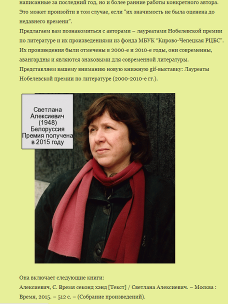 написанные за последний год, но и более ранние работы конкретного автора.
Это может произойти в том случае, если "их значимость не была оценена до
недавнего времени".
Предлагаем вам познакомиться с авторами – лауреатами Нобелевской премии
по литературе и их произведениями из фонда МБУК "Кирово-Чепецкая РЦБС".
Их произведения были отмечены в 2000-е и 2010-е годы, они современны,
авангардны и являются знаковыми для современной литературы.
Представляем вашему вниманию книжную gif-выставку: Лауреаты
Нобелевской премии по литературе (2000-2010-е гг.).
Светлана
Алексиевич
(1948)
Белоруссия
Премия получена
в 2015 году
Она включает следующие книги:
Алексиевич, С. Время секонд хэнд [Текст] / Светлана Алексиевич. – Москва :
Время, 2015. – 512 с. – (Собрание произведений).